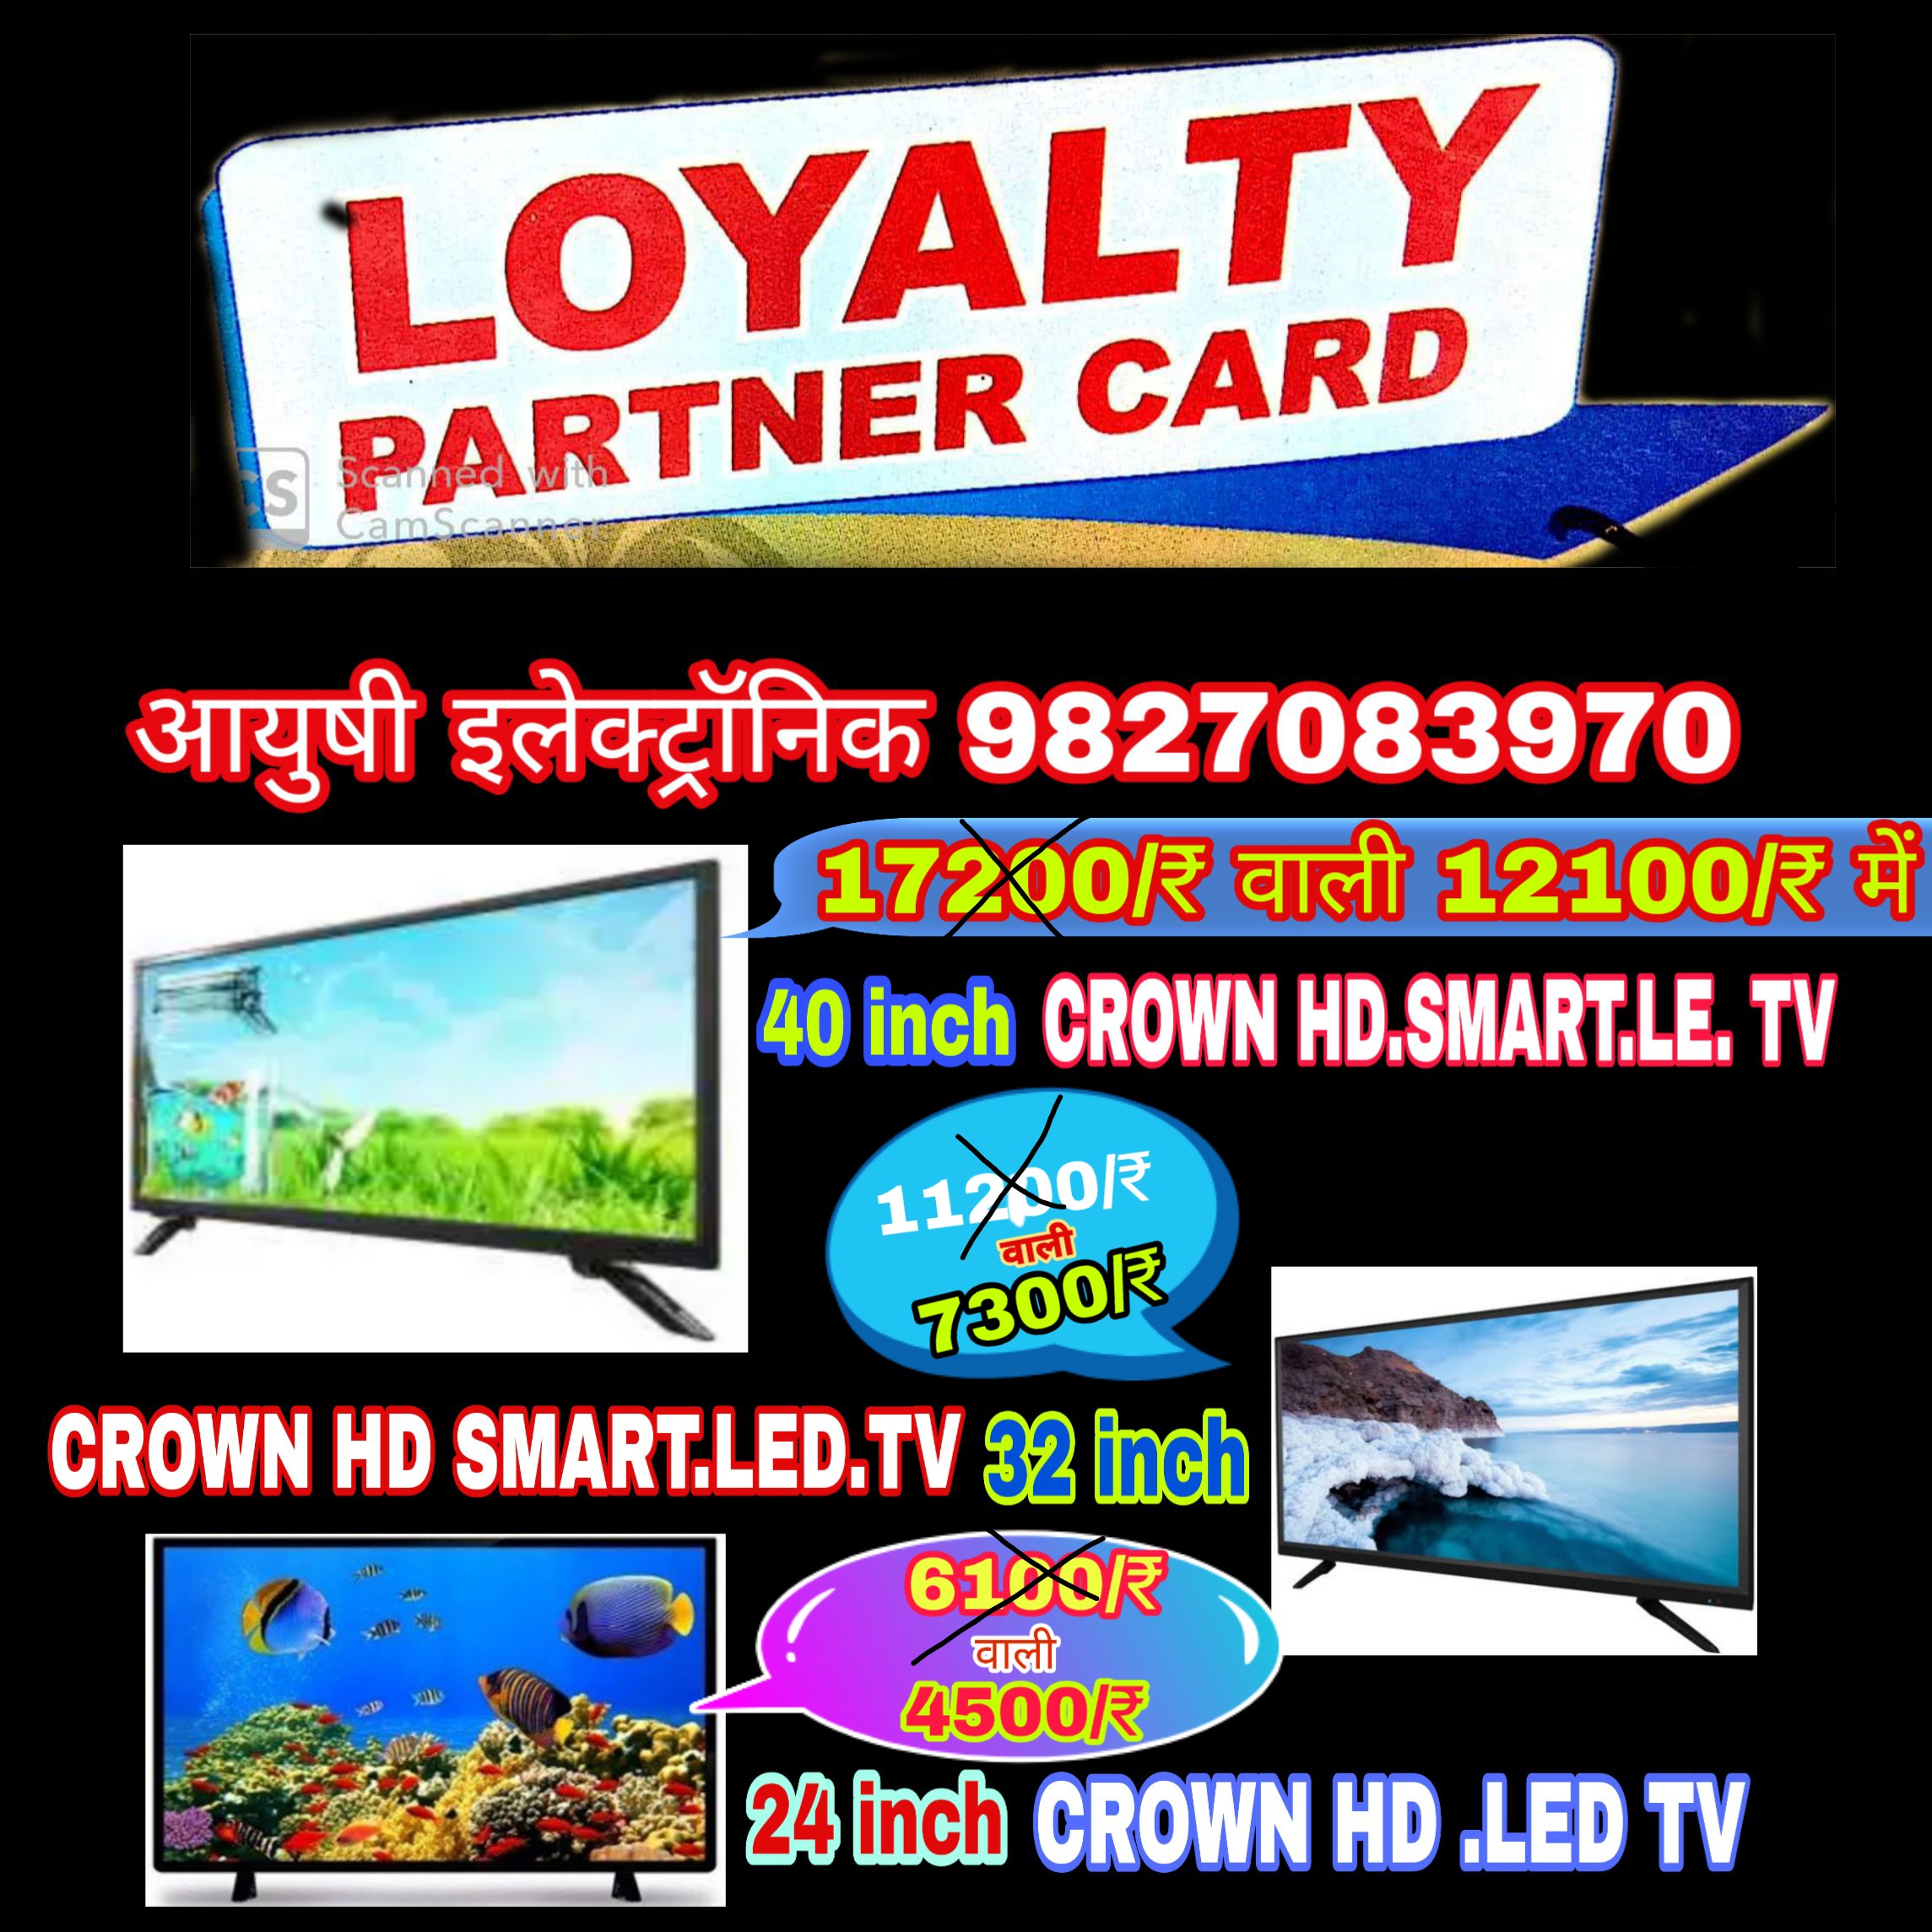 LOYALTY
PARTNER CARD
CS Scanned with
CamScanner
आयुषी इलेक्ट्रॉनिक 9827083970
17200/₹ वाली 12100/₹ में
40 inch CROWN HD.SMART.LE. TV
11200/₹
वाली
7300/₹
CROWN HD SMART.LED.TV 32 inch
6100/₹
वाली
4500/₹
24 inch CROWN HD .LED TV